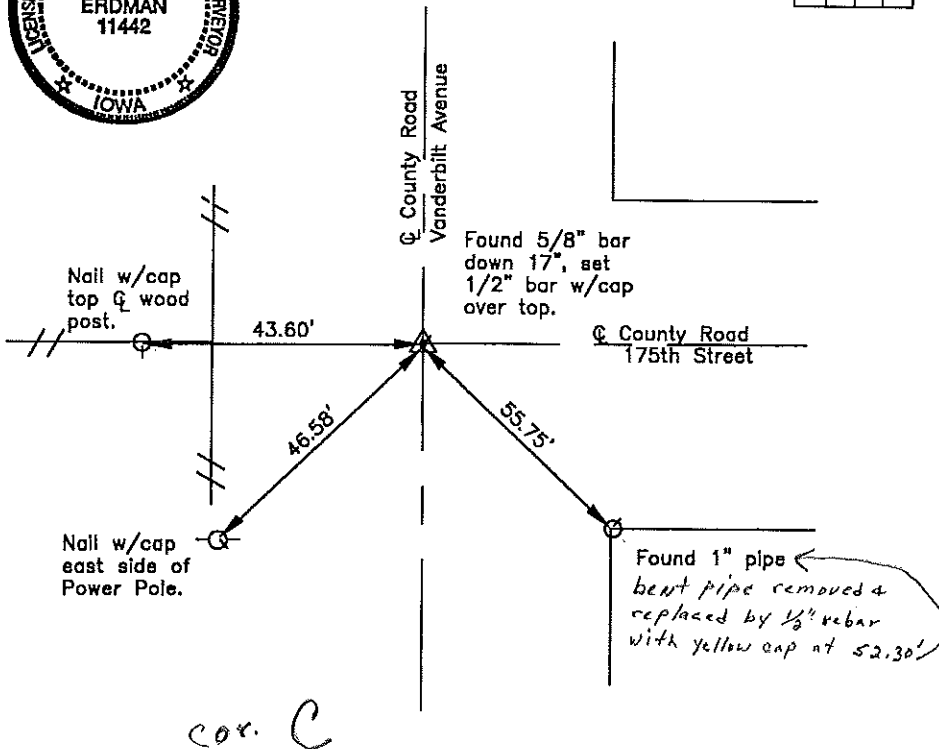 ERDMAN
11442
SURVEYOR
IOWA
℄ County Road
Vanderbilt Avenue
Found 5/8" bar
down 17", set
1/2" bar w/cap
over top.
Nail w/cap
top ℄ wood
post.
43.60'
℄ County Road
175th Street
46.58'
55.75'
Nail w/cap
east side of
Power Pole.
Found 1" pipe
bent pipe removed &
replaced by 1/2" rebar
with yellow cap at 52.30'
cor. C